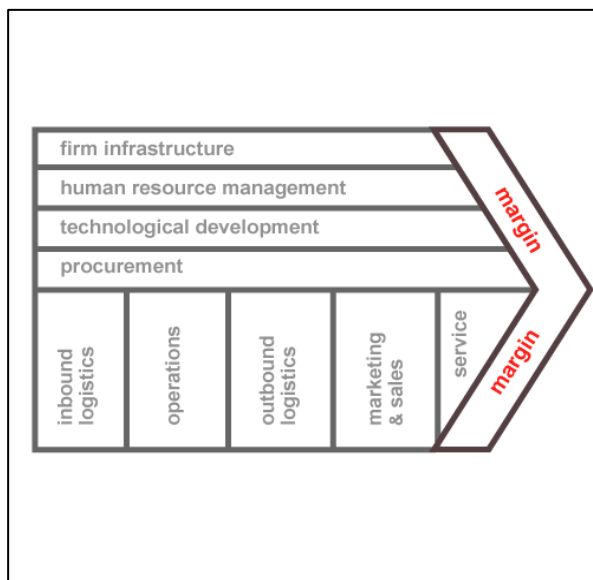 firm infrastructure
human resource management
technological development
procurement
inbound
logistics
operations
outbound
logistics
marketing
& sales
service
margin
margin